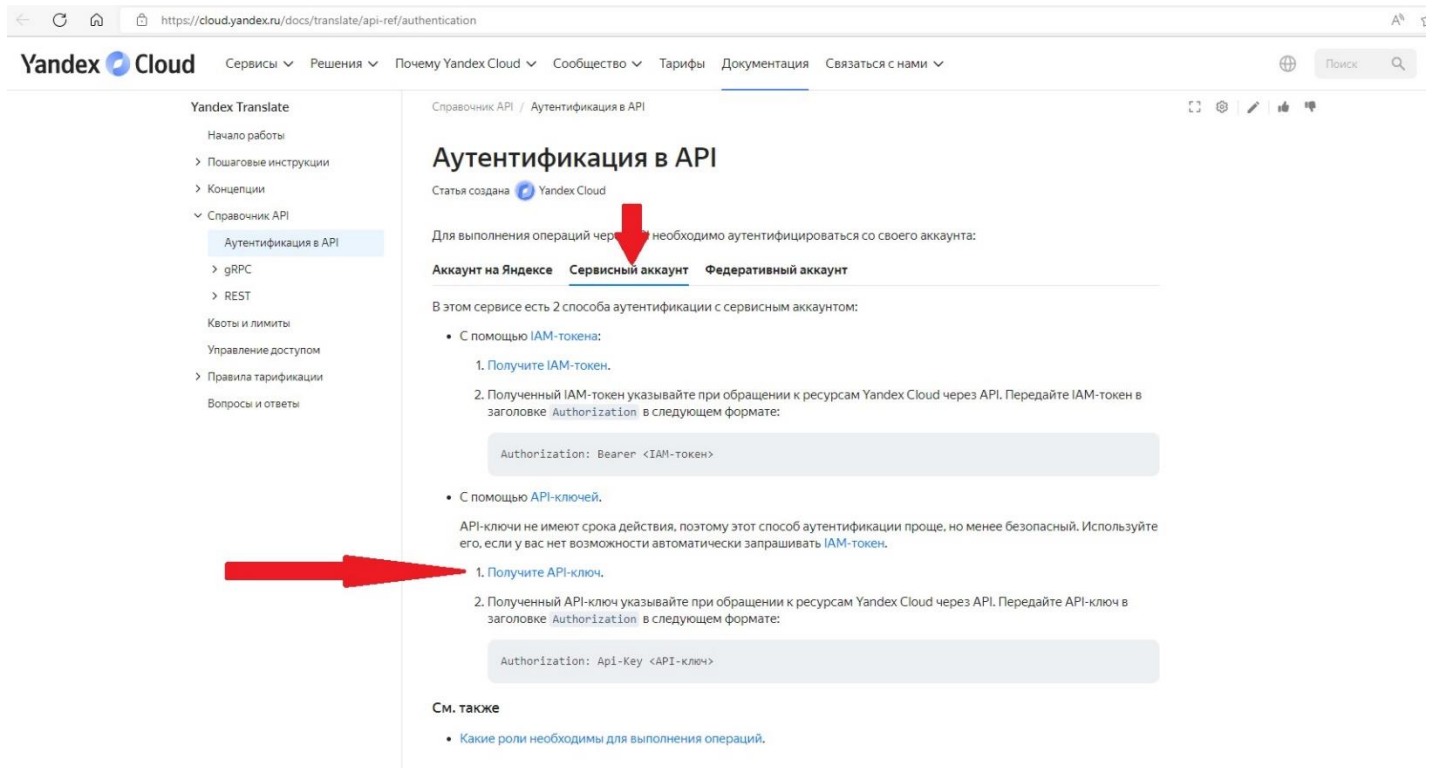 https://cloud.yandex.ru/docs/translate/api-ref/authentication
Yandex Cloud
Сервисы
Решения
Почему Yandex Cloud
Сообщество
Тарифы
Документация
Связаться с нами
Поиск
Yandex Translate
Начало работы
Пошаговые инструкции
Концепции
Справочник API
Аутентификация в API
gRPC
REST
Квоты и лимиты
Управление доступом
Правила тарификации
Вопросы и ответы
Справочник API / Аутентификация в API
Аутентификация в API
Статья создана Yandex Cloud
Для выполнения операций необходимо аутентифицироваться со своего аккаунта:
Аккаунт на Яндексе Сервисный аккаунт Федеративный аккаунт
В этом сервисе есть 2 способа аутентификации с сервисным аккаунтом:
• С помощью IAM-токена:
1. Получите IAM-токен.
2. Полученный IAM-токен указывайте при обращении к ресурсам Yandex Cloud через API. Передайте IAM-токен в
заголовке Authorization в следующем формате:
Authorization: Bearer <IAM-токен>
• С помощью API-ключей.
API-ключи не имеют срока действия, поэтому этот способ аутентификации проще, но менее безопасный. Используйте
его, если у вас нет возможности автоматически запрашивать IAM-токен.
1. Получите API-ключ.
2. Полученный API-ключ указывайте при обращении к ресурсам Yandex Cloud через API. Передайте API-ключ в
заголовке Authorization в следующем формате:
Authorization: Api-Key <API-ключ>
См. также
• Какие роли необходимы для выполнения операций.